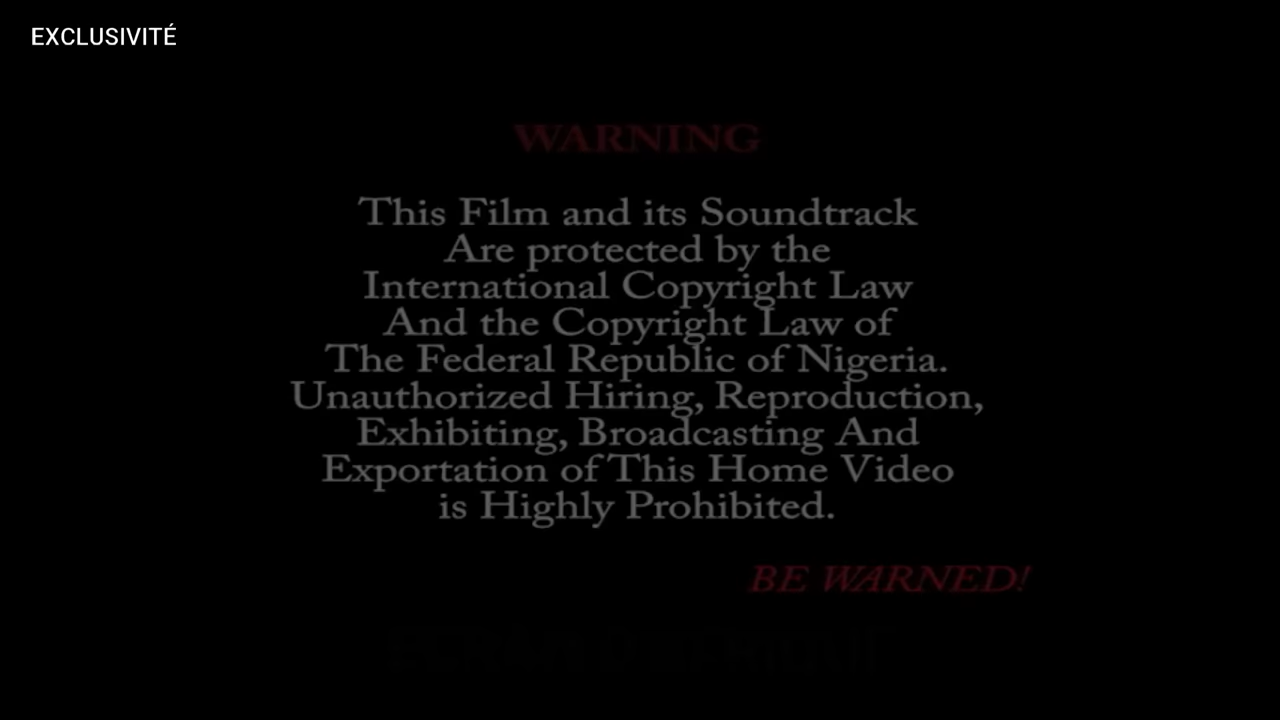 EXCLUSIVITÉ
WARNING
This Film and its Soundtrack
Are protected by the
International Copyright Law
And the Copyright Law of
The Federal Republic of Nigeria.
Unauthorized Hiring, Reproduction,
Exhibiting, Broadcasting And
Exportation of This Home Video
is Highly Prohibited.
BE WARNED!